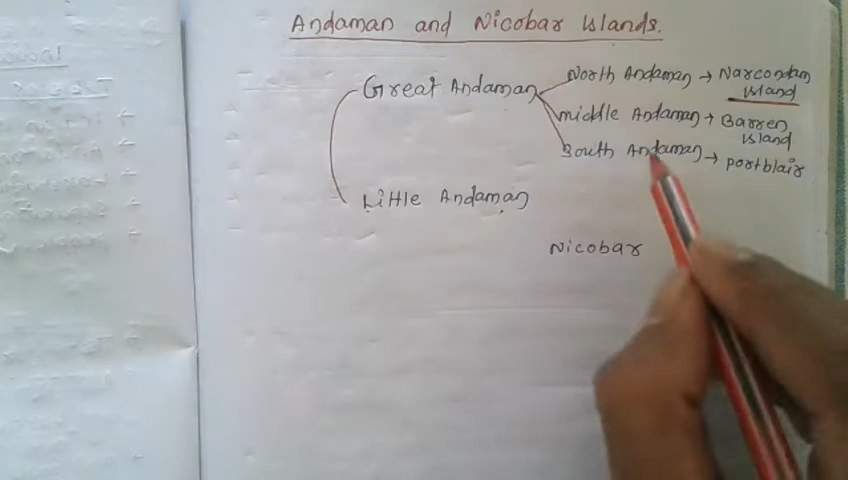 Andaman and Nicobar Islands.
Great Andaman
North Andaman → Narcondam
Island
middle Andaman → Barren
Island
South Andaman → portblair
Little Andaman
Nicobar